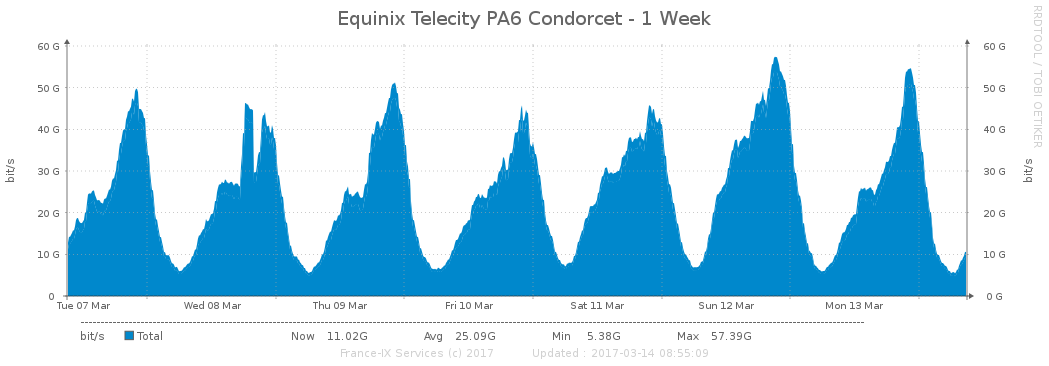 Equinix Telecity PA6 Condorcet - 1 Week
RRDTOOL / TOBI OETIKER
60 G 60 G
50 G 50 G
40 G 40 G
30 G 30 G
20 G 20 G
10 G 10 G
0 0 G
bit/s bit/s
Tue 07 Mar Wed 08 Mar Thu 09 Mar Fri 10 Mar Sat 11 Mar Sun 12 Mar Mon 13 Mar
bit/s Total Now 11.02G Avg 25.09G Min 5.38G Max 57.39G
France-IX Services (c) 2017 Updated : 2017-03-14 08:55:09